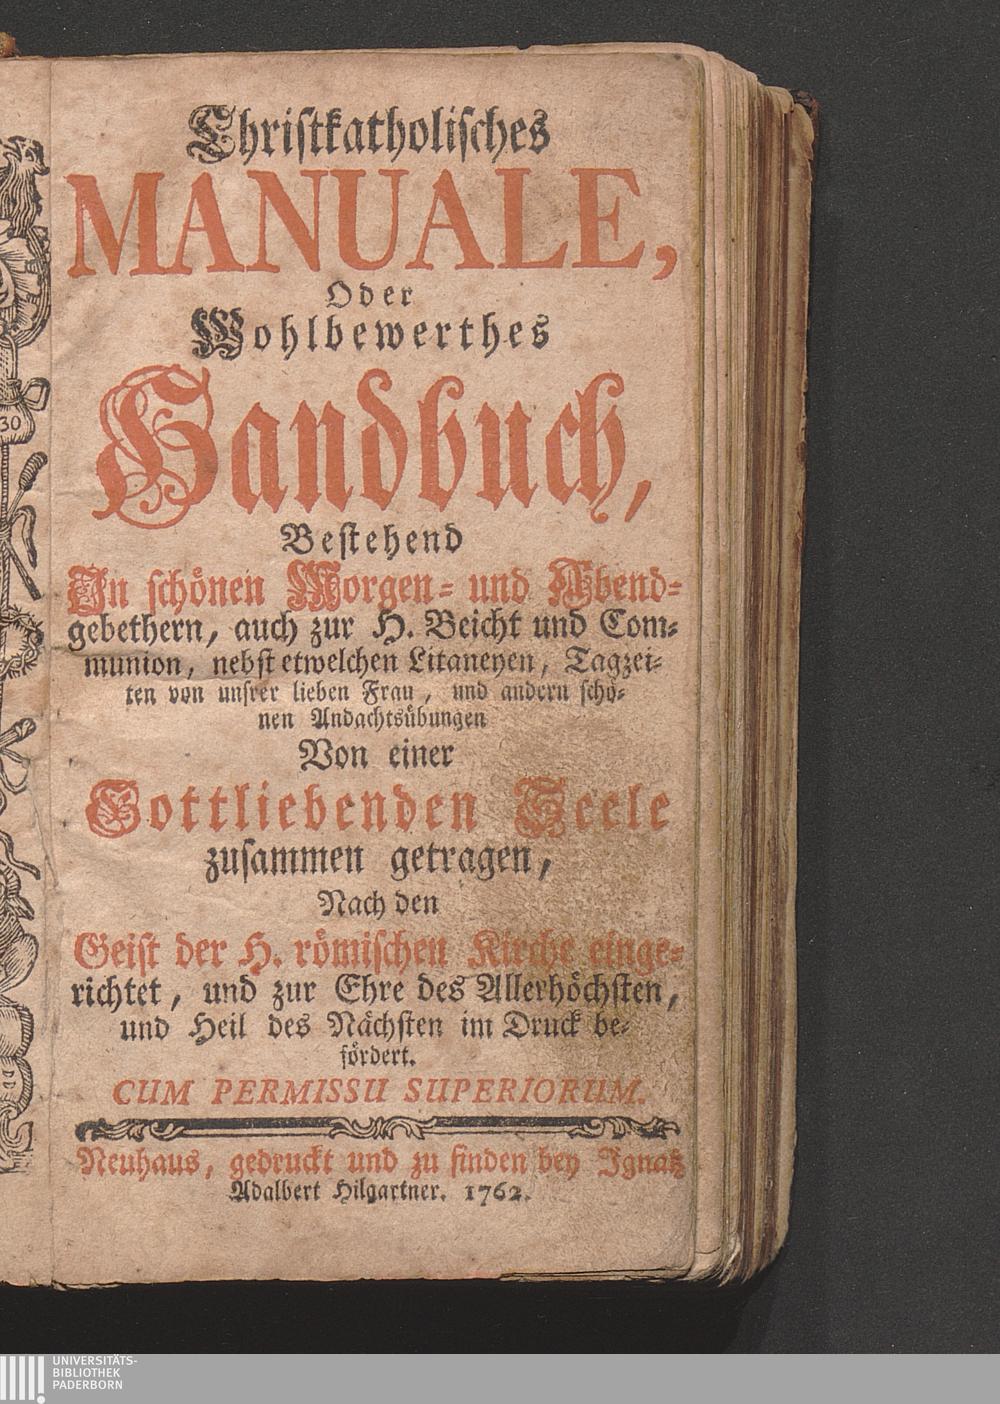 Christkatholisches
MANUALE,
Oder
Wohlbewerthes
Handbuch,
Bestehend
In schönen Morgen- und Abend-
gebethern, auch zur H. Beicht und Com-
munion, nebst etwelchen Litaneyen, Tagzei-
ten von unsrer lieben Frau, und andern schö-
nen Andachtsübungen
Von einer
Gottliebenden Seele
zusammen getragen,
Nach den
Geist der H. römischen Kirche einge-
richtet, und zur Ehre des Allerhöchsten,
und Heil des Nächsten im Druck be-
fördert.
CUM PERMISSU SUPERIORUM.
Neuhaus, gedruckt und zu finden bey Ignatz
Adalbert Hilgartner. 1762.
30
UNIVERSITÄTS-
BIBLIOTHEK
PADERBORN